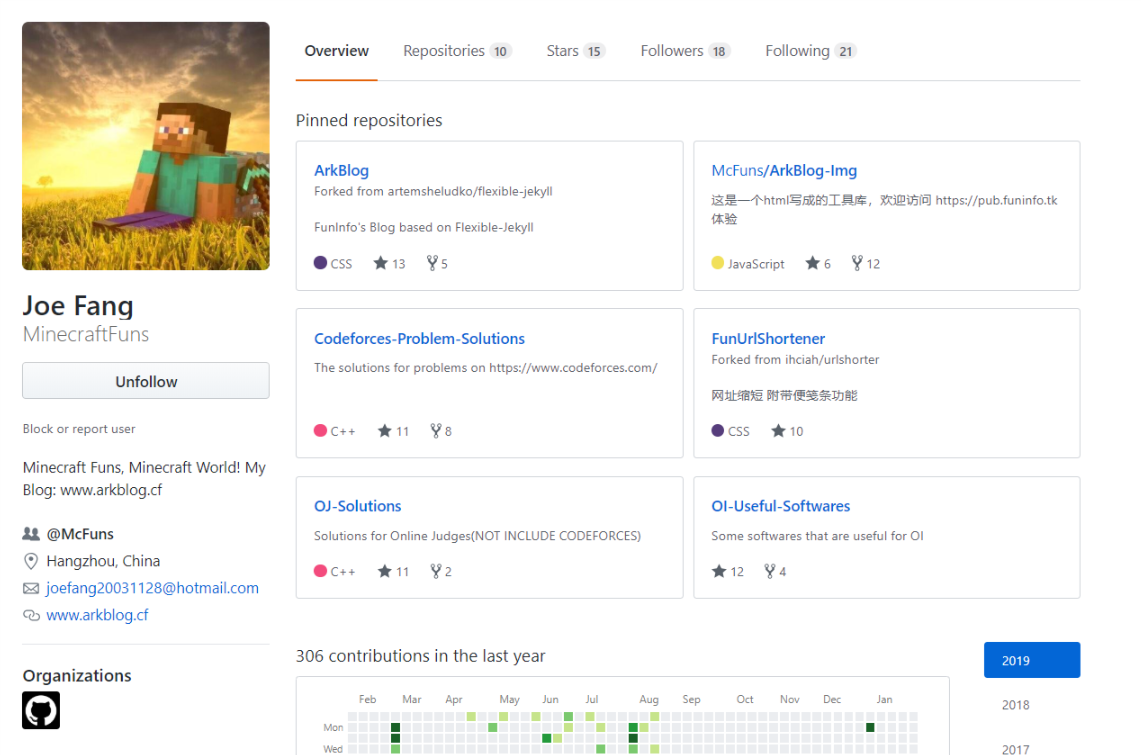 Overview Repositories 10 Stars 15 Followers 18 Following 21
Pinned repositories
ArkBlog
Forked from artemsheludko/flexible-jekyll
FunInfo's Blog based on Flexible-Jekyll
CSS 13 5
McFuns/ArkBlog-Img
这是一个html写成的工具库，欢迎访问 https://pub.funinfo.tk
体验
JavaScript 6 12
Codeforces-Problem-Solutions
The solutions for problems on https://www.codeforces.com/
C++ 11 8
FunUrlShortener
Forked from ihciah/urlshorter
网址缩短 附带便笺条功能
CSS 10
OJ-Solutions
Solutions for Online Judges(NOT INCLUDE CODEFORCES)
C++ 11 2
OI-Useful-Softwares
Some softwares that are useful for OI
12 4
Joe Fang
MinecraftFuns
Unfollow
Block or report user
Minecraft Funs, Minecraft World! My
Blog: www.arkblog.cf
@McFuns
Hangzhou, China
joefang20031128@hotmail.com
www.arkblog.cf
Organizations
306 contributions in the last year
Feb Mar Apr May Jun Jul Aug Sep Oct Nov Dec Jan
Mon
Wed
2019
2018
2017